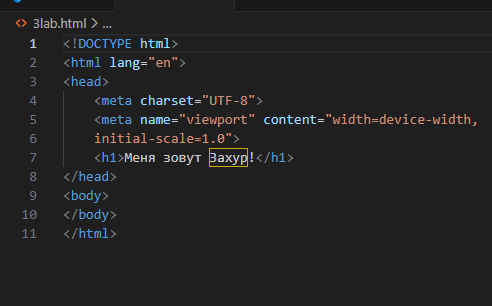 <> 3lab.html > ...
1 <!DOCTYPE html>
2 <html lang="en">
3 <head>
4 <meta charset="UTF-8">
5 <meta name="viewport" content="width=device-width,
6 initial-scale=1.0">
7 <h1>Меня зовут Захур!</h1>
8 </head>
9 <body>
10 </body>
11 </html>